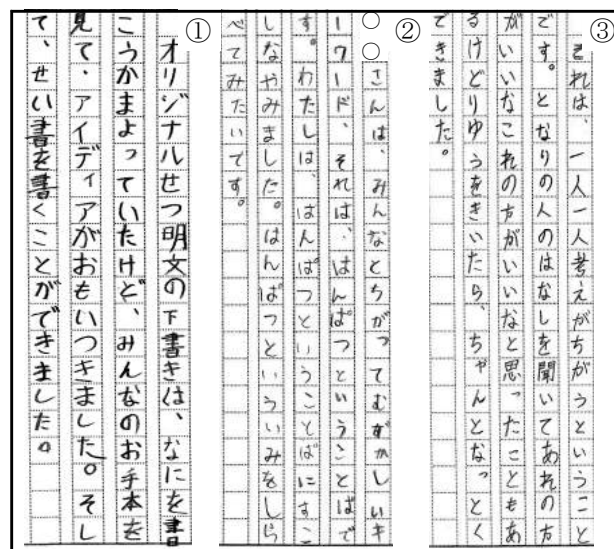 ①
オリジナルせつ明文の下書きは、なにを書
こうかまよっていたけど、みんなのお手本を
見て、アイディアがおもいつきました。そし
て、せい書を書くことができました。
②
○○さんは、みんなとちがってむずかしいキ
ーワード、それは、はんぱつということばで
す。わたしは、はんぱつということばにすこ
しなやみました。はんぱつといういみをしら
べてみたいです。
③
それは、一人一人考えがちがうということ
です。となりの人のはなしを聞いてあれの方
がいいなこれの方がいいなと思ったこともあ
るけどりゆうをきいたら、ちゃんとなっとく
できました。